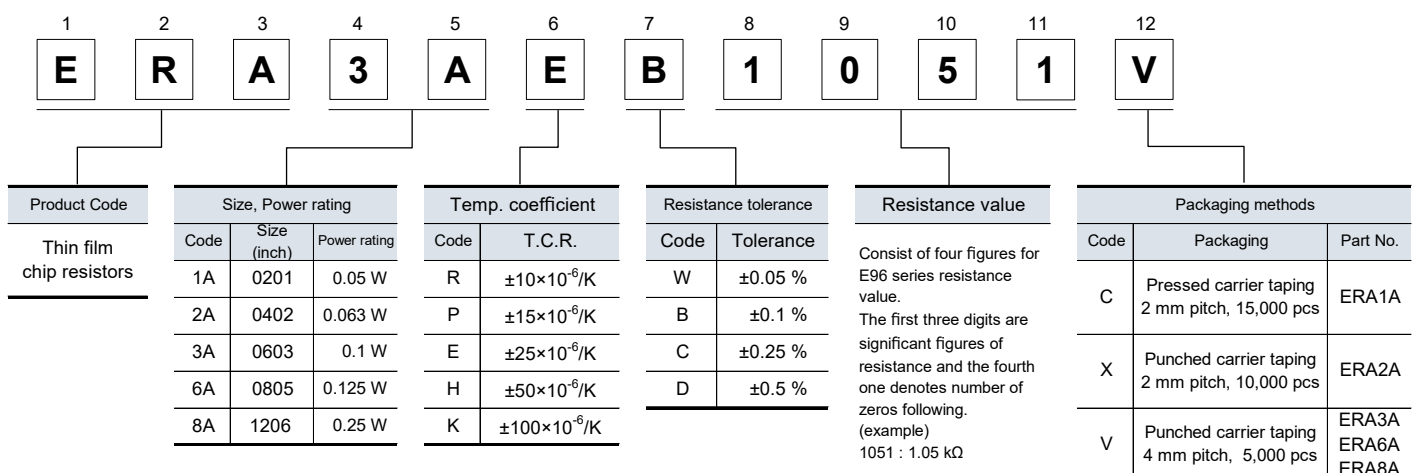 1 2 3 4 5 6 7 8 9 10 11 12
E R A 3 A E B 1 0 5 1 V
Product Code
Thin film
chip resistors
Size, Power rating
Code Size (inch) Power rating
1A 0201 0.05 W
2A 0402 0.063 W
3A 0603 0.1 W
6A 0805 0.125 W
8A 1206 0.25 W
Temp. coefficient
Code T.C.R.
R ±10×10⁻⁶/K
P ±15×10⁻⁶/K
E ±25×10⁻⁶/K
H ±50×10⁻⁶/K
K ±100×10⁻⁶/K
Resistance tolerance
Code Tolerance
W ±0.05 %
B ±0.1 %
C ±0.25 %
D ±0.5 %
Resistance value
Consist of four figures for
E96 series resistance
value.
The first three digits are
significant figures of
resistance and the fourth
one denotes number of
zeros following.
(example)
1051 : 1.05 kΩ
Packaging methods
Code Packaging Part No.
C Pressed carrier taping
2 mm pitch, 15,000 pcs ERA1A
X Punched carrier taping
2 mm pitch, 10,000 pcs ERA2A
V Punched carrier taping
4 mm pitch, 5,000 pcs
ERA3A
ERA6A
ERA8A